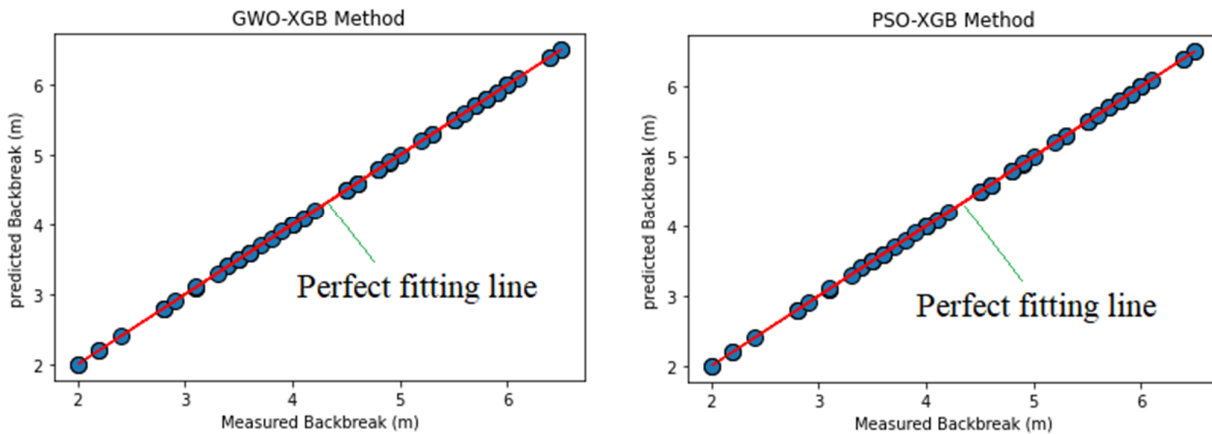 GWO-XGB Method
predicted Backbreak (m)
6
5
4
3
2
Perfect fitting line
2 3 4 5 6
Measured Backbreak (m)
PSO-XGB Method
predicted Backbreak (m)
6
5
4
3
2
Perfect fitting line
2 3 4 5 6
Measured Backbreak (m)